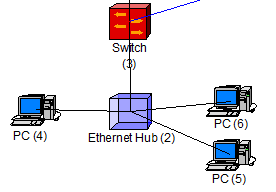 Switch
(3)
PC (6)
PC (4)
Ethernet Hub (2)
PC (5)